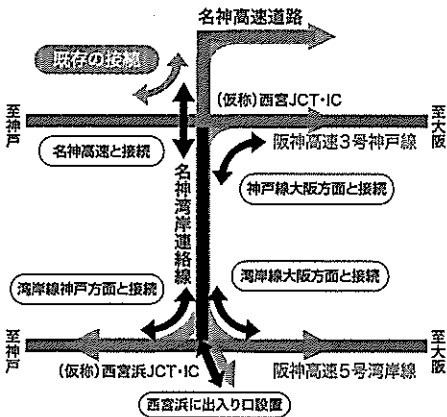 名神高速道路
既存の接続
(仮称)西宮JCT・IC
至神戸
至大阪
阪神高速3号神戸線
名神高速と接続
神戸線大阪方面と接続
名神湾岸連絡線
湾岸線神戸方面と接続
湾岸線大阪方面と接続
至神戸
至大阪
(仮称)西宮浜JCT・IC
阪神高速5号湾岸線
西宮浜に出入り口設置